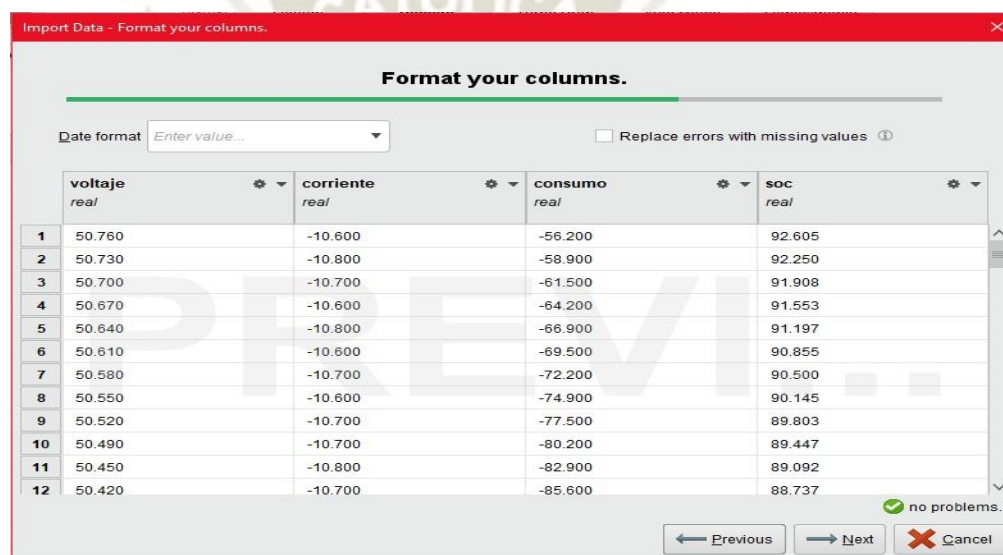 Import Data - Format your columns.
Format your columns.
Date format Enter value... Replace errors with missing values
voltaje corriente consumo soc
real real real real
1 50.760 -10.600 -56.200 92.605
2 50.730 -10.800 -58.900 92.250
3 50.700 -10.700 -61.500 91.908
4 50.670 -10.600 -64.200 91.553
5 50.640 -10.800 -66.900 91.197
6 50.610 -10.600 -69.500 90.855
7 50.580 -10.700 -72.200 90.500
8 50.550 -10.600 -74.900 90.145
9 50.520 -10.700 -77.500 89.803
10 50.490 -10.700 -80.200 89.447
11 50.450 -10.800 -82.900 89.092
12 50.420 -10.700 -85.600 88.737
PREVI...
no problems.
Previous Next Cancel